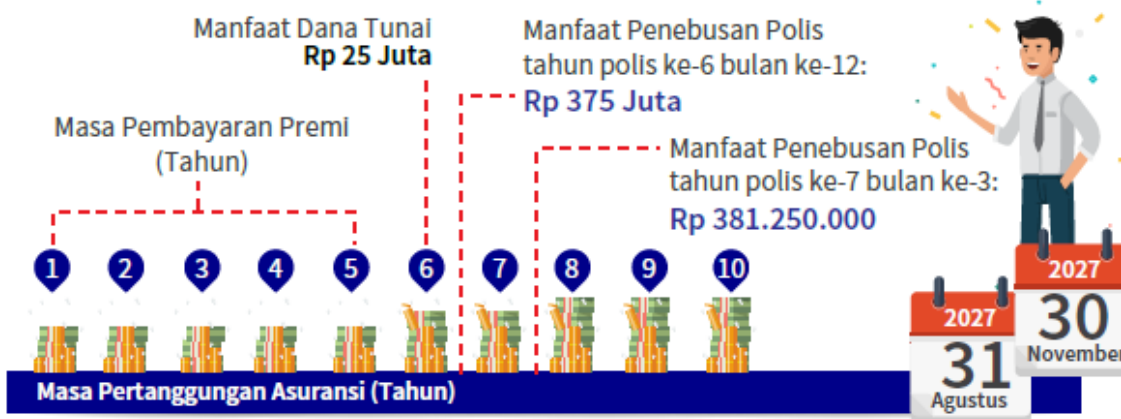 Manfaat Dana Tunai
Rp 25 Juta
Manfaat Penebusan Polis
tahun polis ke-6 bulan ke-12:
Rp 375 Juta
Masa Pembayaran Premi
(Tahun)
Manfaat Penebusan Polis
tahun polis ke-7 bulan ke-3:
Rp 381.250.000
1 2 3 4 5 6 7 8 9 10
2027
30
November
2027
31
Agustus
Masa Pertanggungan Asuransi (Tahun)